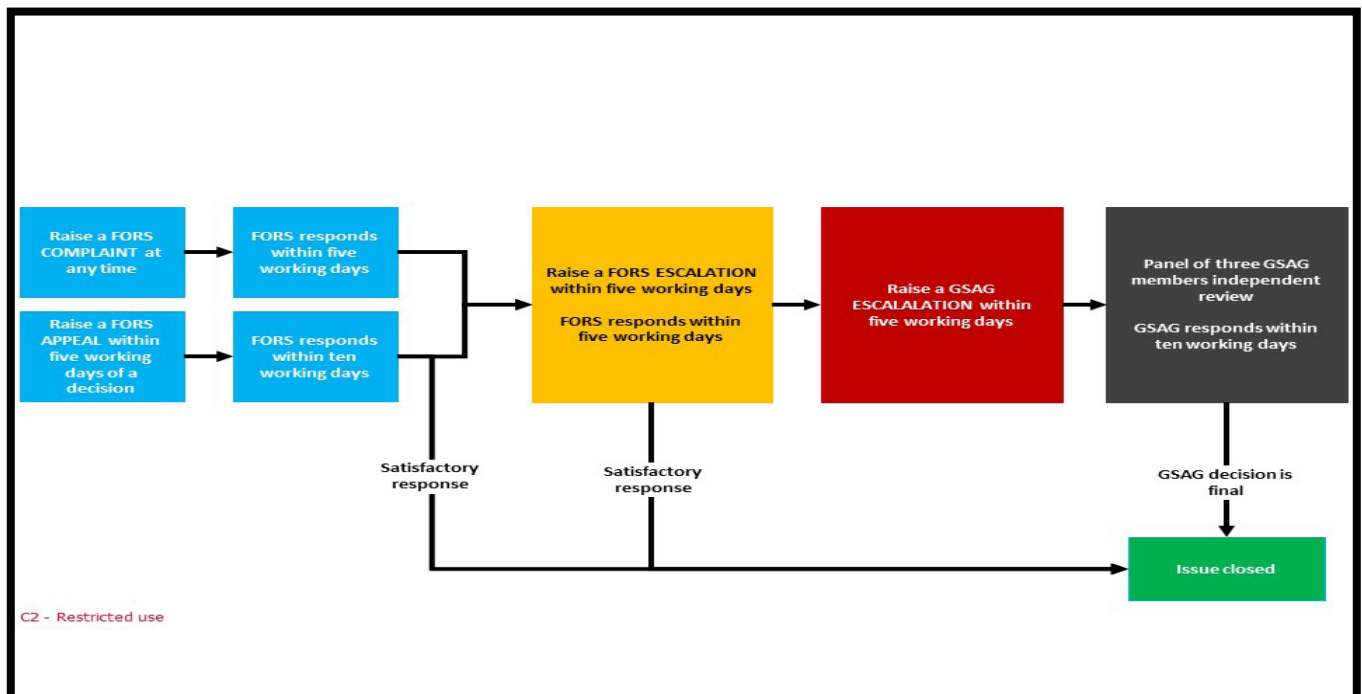 Raise a FORS
COMPLAINT at
any time
FORS responds
within five
working days
Raise a FORS
APPEAL within
five working
days of a
decision
FORS responds
within ten
working days
Raise a FORS ESCALATION
within five working days
FORS responds within
five working days
Raise a GSAG
ESCALALATION within
five working days
Panel of three GSAG
members independent
review
GSAG responds within
ten working days
Satisfactory
response
Satisfactory
response
GSAG decision is
final
Issue closed
C2 - Restricted use